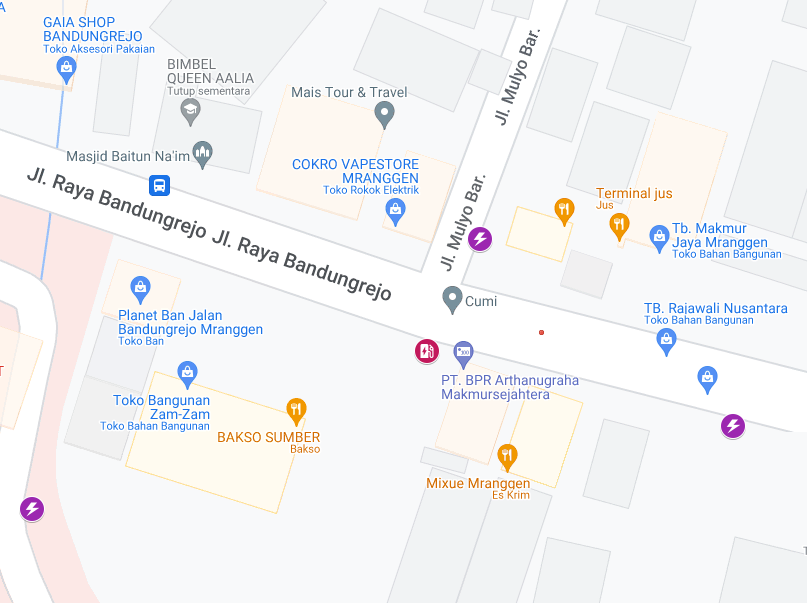 A
GAIA SHOP
BANDUNGREJO
Toko Aksesori Pakaian
BIMBEL
QUEEN AALIA
Tutup sementara
Mais Tour & Travel
Jl. Mulyo Bar.
Masjid Baitun Na'im
COKRO VAPESTORE
MRANGGEN
Toko Rokok Elektrik
Jl. Raya Bandungrejo
Jl. Raya Bandungrejo
Jl. Mulyo Bar.
Terminal jus
Jus
Tb. Makmur
Jaya Mranggen
Toko Bahan Bangunan
Cumi
Planet Ban Jalan
Bandungrejo Mranggen
Toko Ban
TB. Rajawali Nusantara
Toko Bahan Bangunan
PT. BPR Arthanugraha
Makmursejahtera
T
Toko Bangunan
Zam-Zam
Toko Bahan Bangunan
BAKSO SUMBER
Bakso
Mixue Mranggen
Es Krim